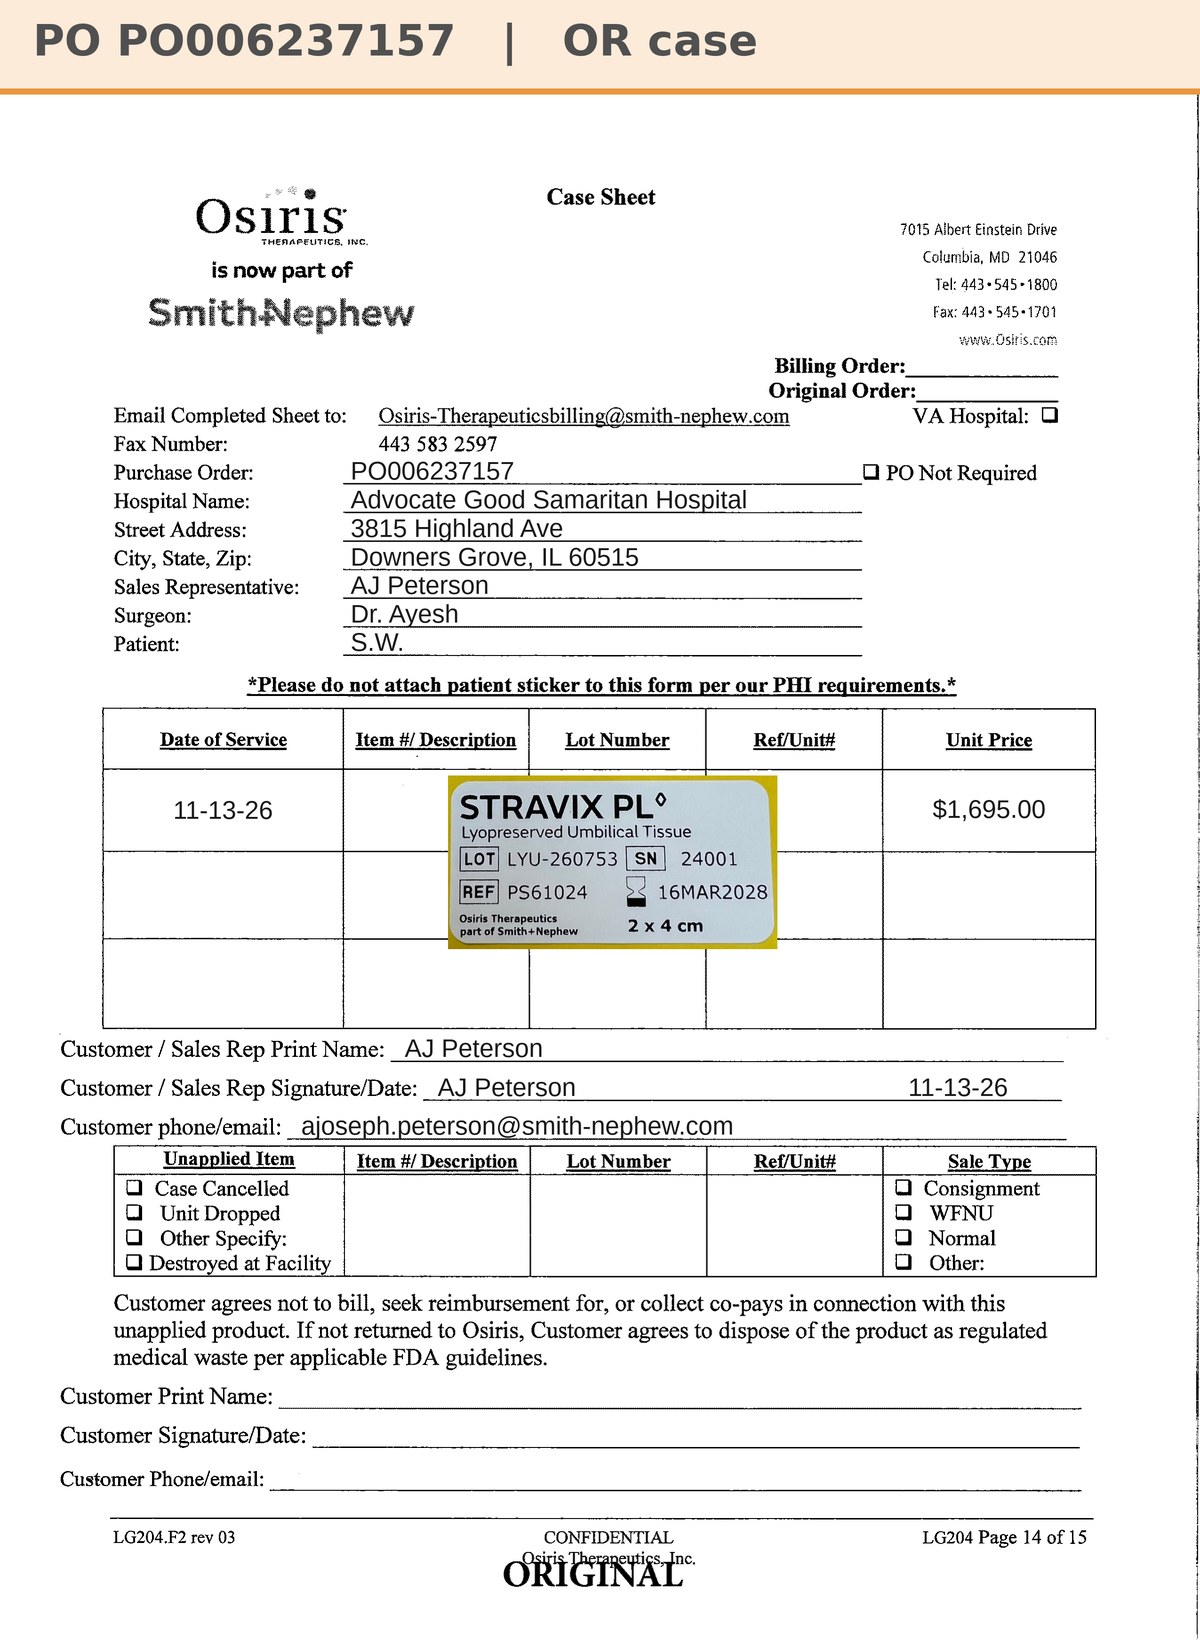 PO PO006237157 | OR case
Osiris
THERAPEUTICS, INC.
is now part of
Smith+Nephew
Case Sheet
7015 Albert Einstein Drive
Columbia, MD 21046
Tel: 443•545•1800
Fax: 443•545•1701
www.Osiris.com
Billing Order:
Original Order:
Email Completed Sheet to: Osiris-Therapeuticsbilling@smith-nephew.com VA Hospital: ❑
Fax Number: 443 583 2597
Purchase Order: PO006237157 ❑ PO Not Required
Hospital Name: Advocate Good Samaritan Hospital
Street Address: 3815 Highland Ave
City, State, Zip: Downers Grove, IL 60515
Sales Representative: AJ Peterson
Surgeon: Dr. Ayesh
Patient: S.W.
*Please do not attach patient sticker to this form per our PHI requirements.*
Date of Service Item #/ Description Lot Number Ref/Unit# Unit Price
11-13-26 $1,695.00
STRAVIX PL◊
Lyopreserved Umbilical Tissue
LOT LYU-260753 SN 24001
REF PS61024 16MAR2028
Osiris Therapeutics
part of Smith+Nephew 2 x 4 cm
Customer / Sales Rep Print Name: AJ Peterson
Customer / Sales Rep Signature/Date: AJ Peterson 11-13-26
Customer phone/email: ajoseph.peterson@smith-nephew.com
Unapplied Item Item #/ Description Lot Number Ref/Unit# Sale Type
❑ Case Cancelled ❑ Consignment
❑ Unit Dropped ❑ WFNU
❑ Other Specify: ❑ Normal
❑ Destroyed at Facility ❑ Other:
Customer agrees not to bill, seek reimbursement for, or collect co-pays in connection with this
unapplied product. If not returned to Osiris, Customer agrees to dispose of the product as regulated
medical waste per applicable FDA guidelines.
Customer Print Name:
Customer Signature/Date:
Customer Phone/email:
LG204.F2 rev 03 CONFIDENTIAL LG204 Page 14 of 15
Osiris Therapeutics, Inc.
ORIGINAL